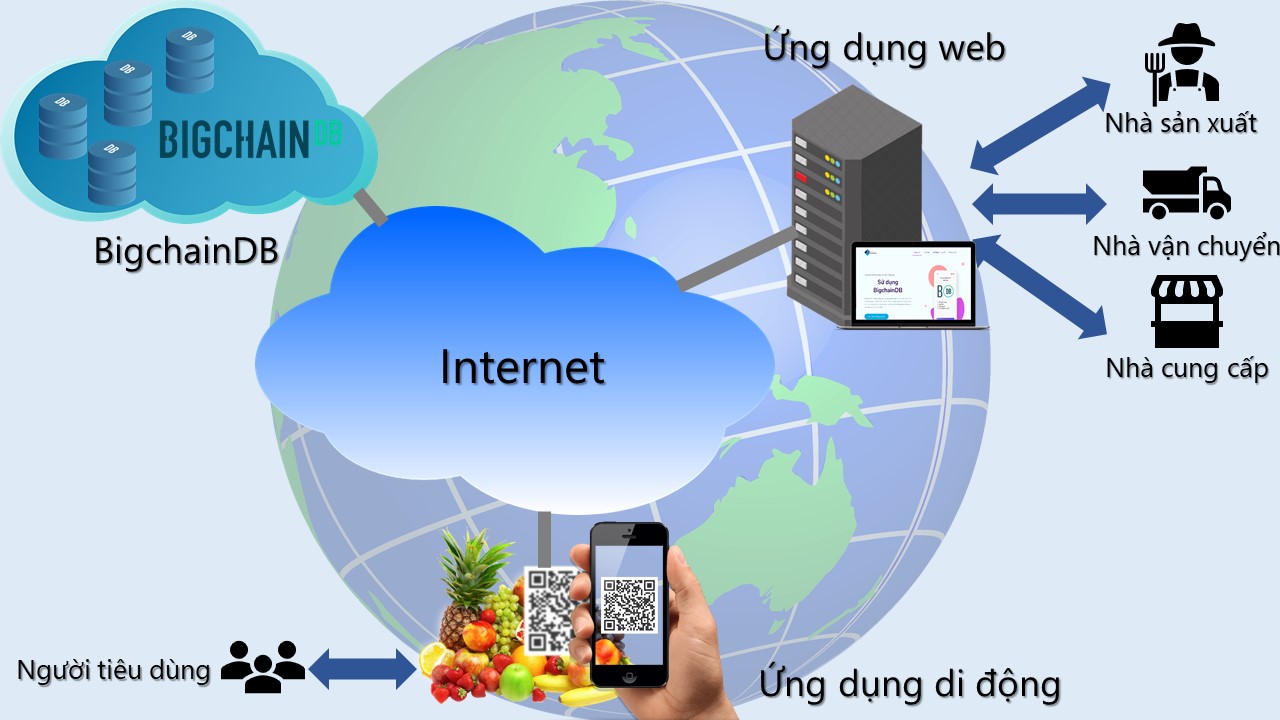 DB
DB
DB
DB
BIGCHAINDB
BigchainDB
Ứng dụng web
Nhà sản xuất
Nhà vận chuyển
Nhà cung cấp
Sử dụng
BigchainDB
Internet
Người tiêu dùng
Ứng dụng di động